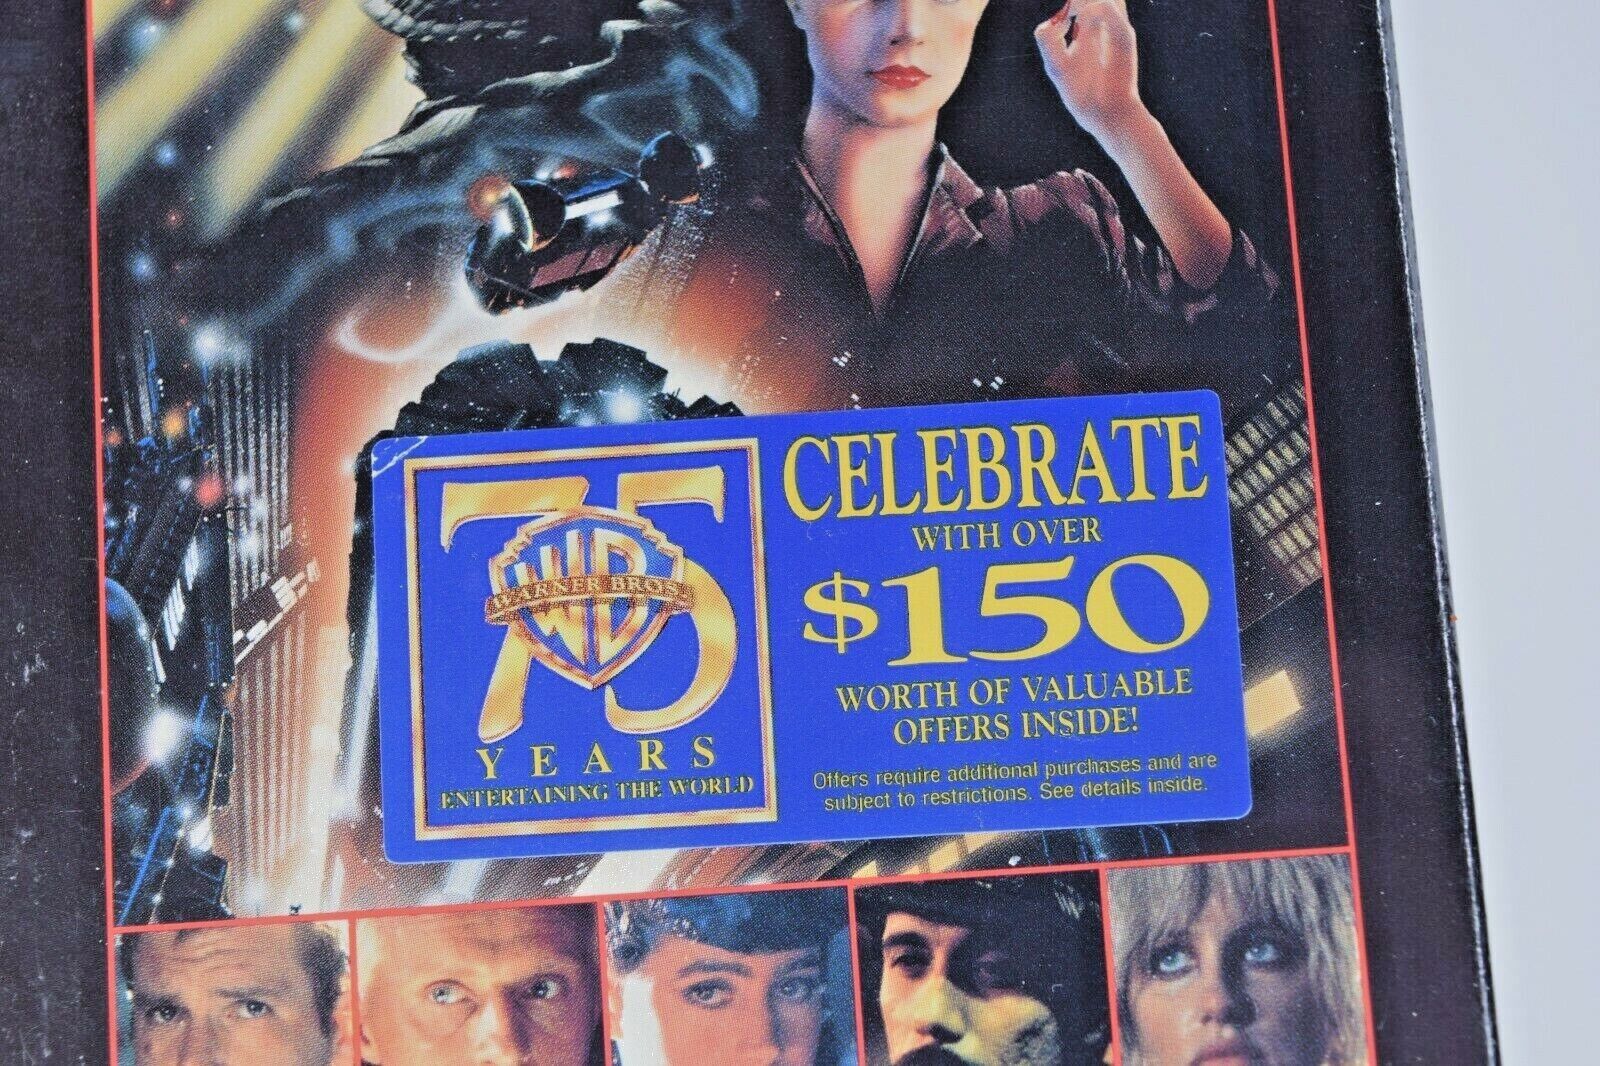 75
WB
WARNER BROS.
YEARS
ENTERTAINING THE WORLD
CELEBRATE
WITH OVER
$150
WORTH OF VALUABLE
OFFERS INSIDE!
Offers require additional purchases and are
subject to restrictions. See details inside.